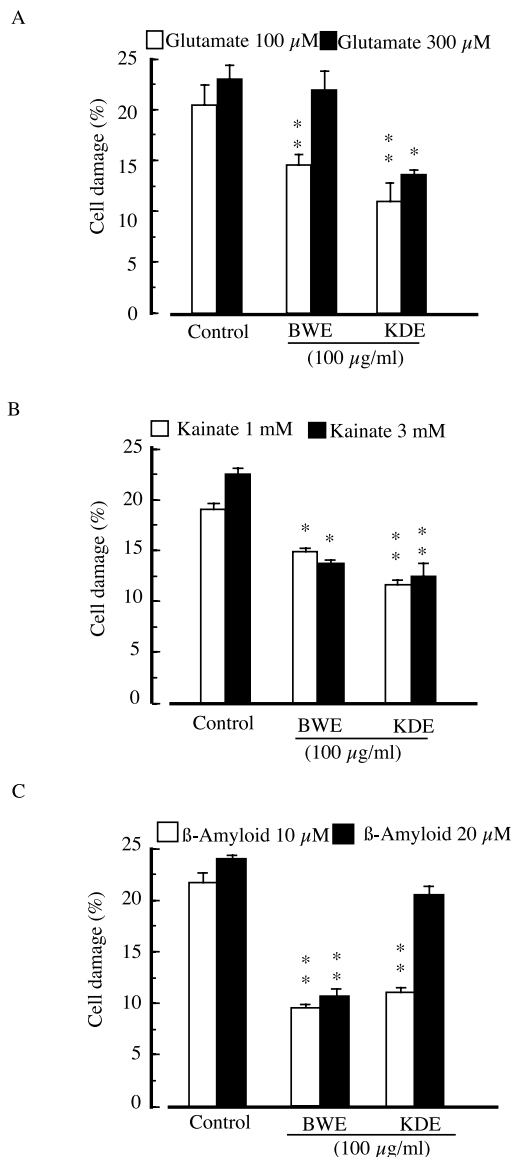 A
Glutamate 100 µM Glutamate 300 µM
Cell damage (%)
25
20
15
10
5
0
* *
* *
*
Control BWE KDE
(100 µg/ml)
B
Kainate 1 mM Kainate 3 mM
Cell damage (%)
25
20
15
10
5
0
*
*
* *
* *
Control BWE KDE
(100 µg/ml)
C
ß-Amyloid 10 µM ß-Amyloid 20 µM
Cell damage (%)
25
20
15
10
5
0
* *
* *
* *
Control BWE KDE
(100 µg/ml)